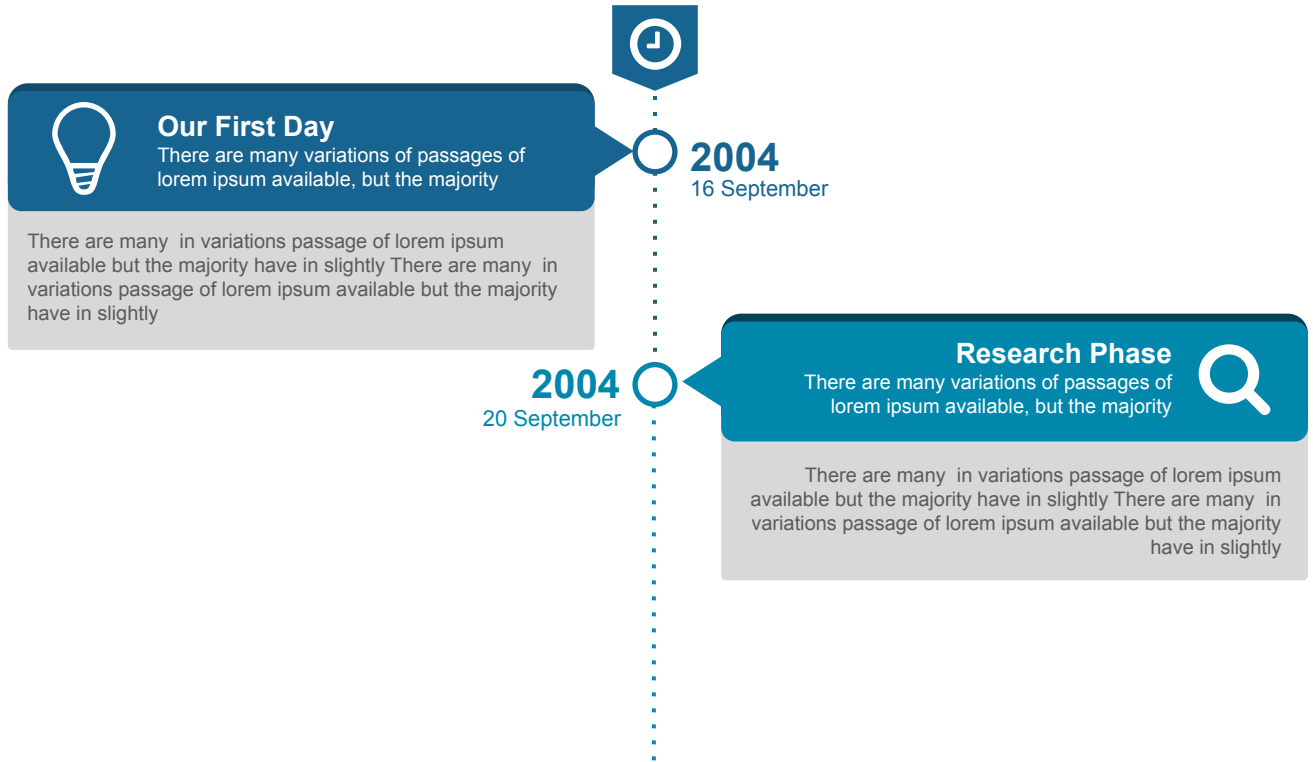 Our First Day
There are many variations of passages of
lorem ipsum available, but the majority
2004
16 September
There are many  in variations passage of lorem ipsum
available but the majority have in slightly There are many  in
variations passage of lorem ipsum available but the majority
have in slightly
2004
20 September
Research Phase
There are many variations of passages of
lorem ipsum available, but the majority
There are many  in variations passage of lorem ipsum
available but the majority have in slightly There are many  in
variations passage of lorem ipsum available but the majority
have in slightly